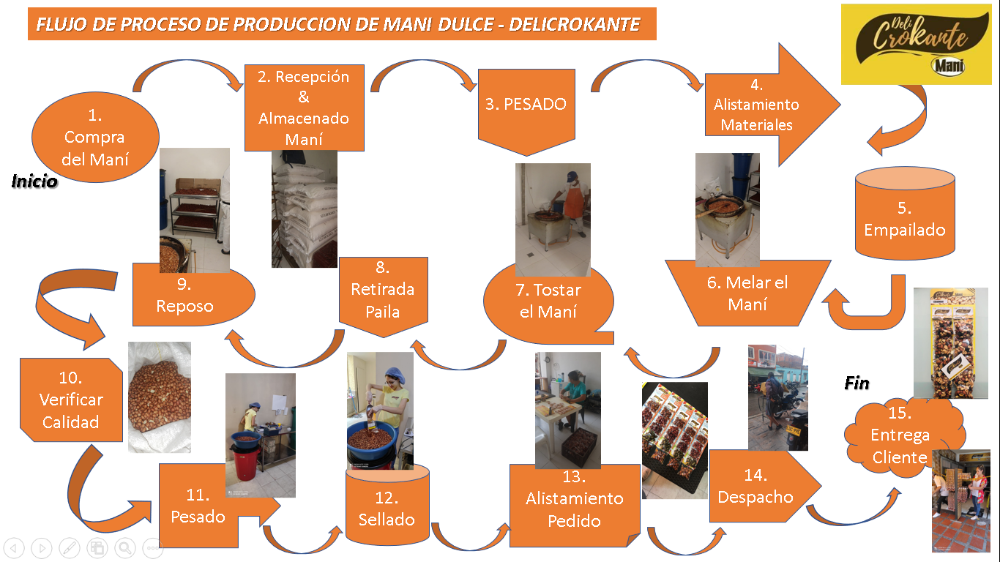 FLUJO DE PROCESO DE PRODUCCION DE MANI DULCE - DELICROKANTE
Deli
Crokante
Maní
1.
Compra
del Maní
Inicio
2. Recepción
&
Almacenado
Maní
3. PESADO
4.
Alistamiento
Materiales
5.
Empailado
6. Melar el
Maní
7. Tostar
el Maní
8.
Retirada
Paila
9.
Reposo
10.
Verificar
Calidad
11.
Pesado
12.
Sellado
13.
Alistamiento
Pedido
14.
Despacho
Fin
15.
Entrega
Cliente